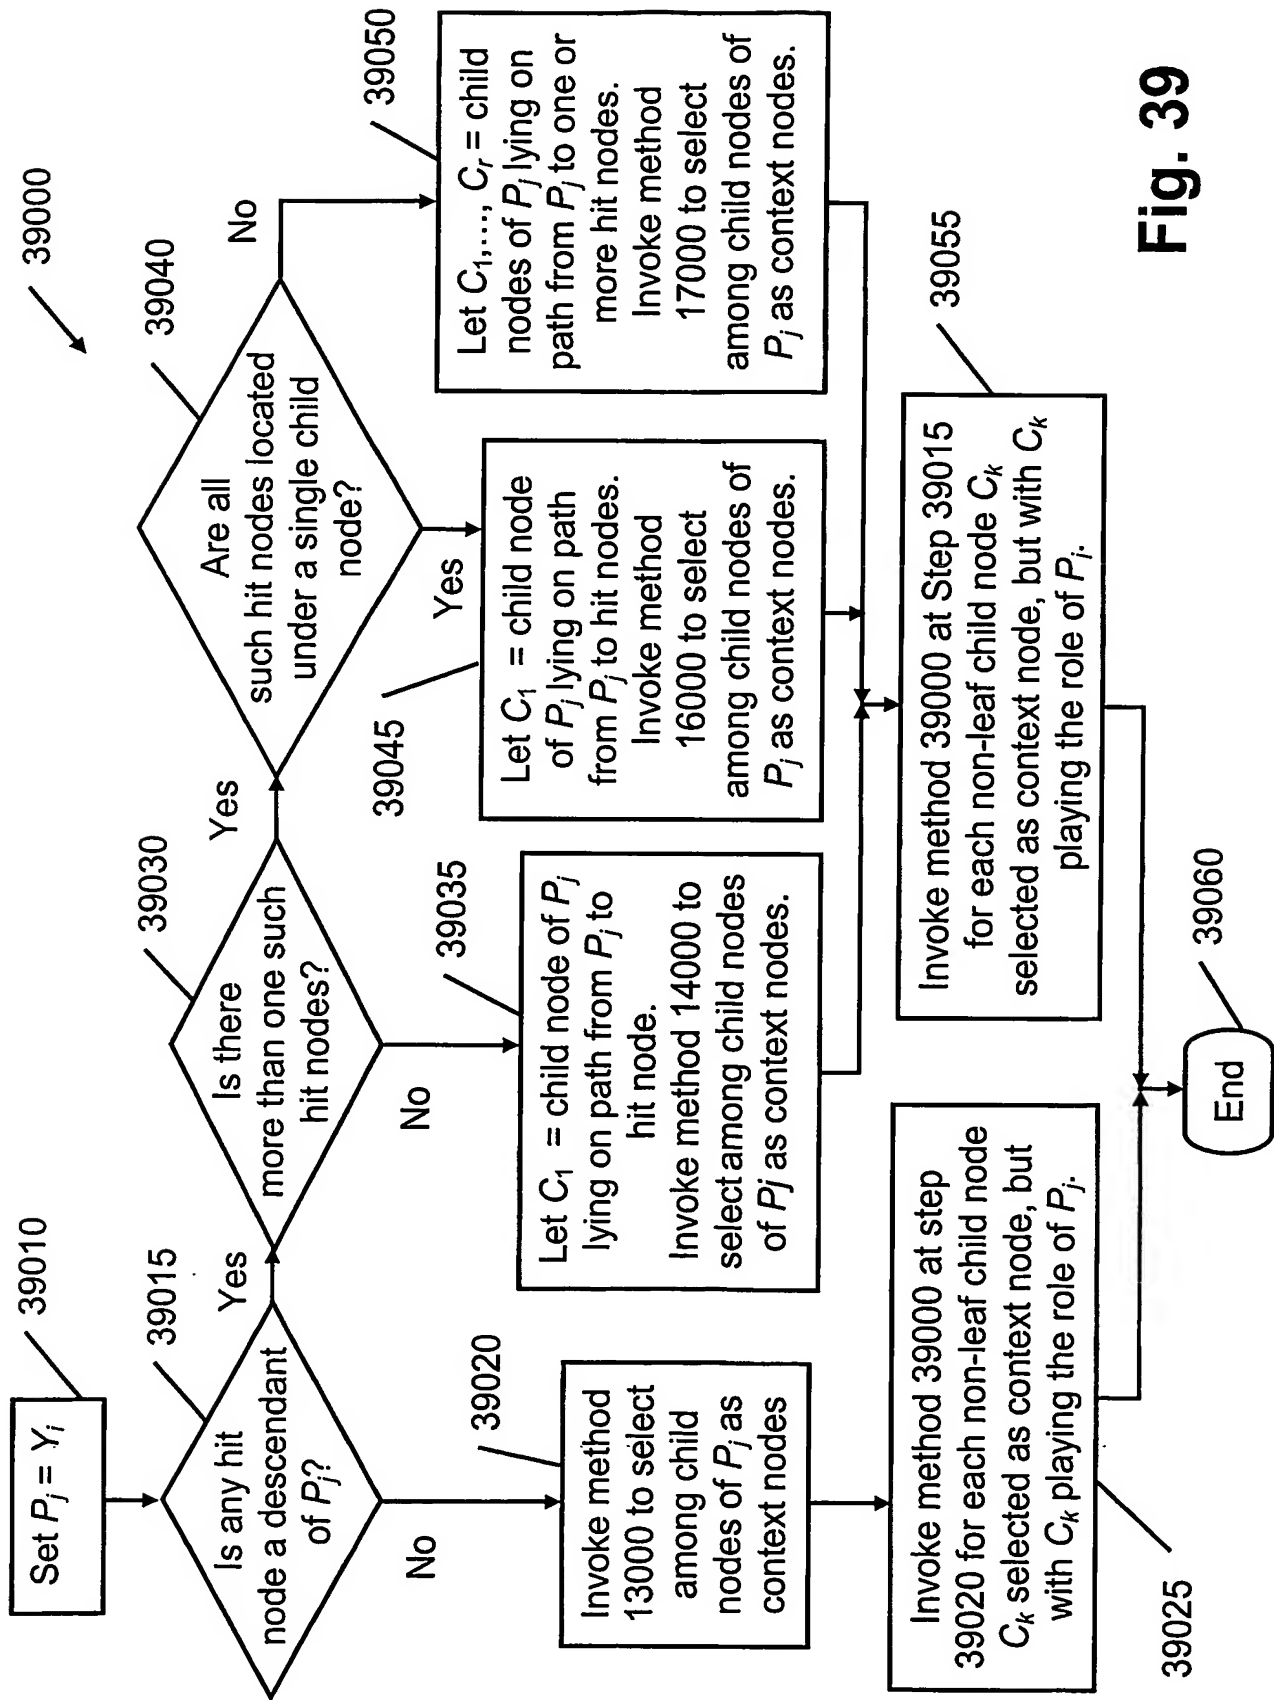 39000
Set Pj = Yi
39010
Is any hit
node a descendant
of Pj?
39015
Yes
No
Invoke method
13000 to select
among child
nodes of Pj as
context nodes
39020
Invoke method 39000 at step
39020 for each non-leaf child node
Ck selected as context node, but
with Ck playing the role of Pj.
39025
Is there
more than one such
hit nodes?
39030
Yes
No
Let C1 = child node of Pj
lying on path from Pj to
hit node.
Invoke method 14000 to
select among child nodes
of Pj as context nodes.
39035
Are all
such hit nodes located
under a single child
node?
39040
Yes
No
Let C1 = child node
of Pj lying on path
from Pj to hit nodes.
Invoke method
16000 to select
among child nodes of
Pj as context nodes.
39045
Let C1,..., Cr = child
nodes of Pj lying on
path from Pj to one or
more hit nodes.
Invoke method
17000 to select
among child nodes of
Pj as context nodes.
39050
Invoke method 39000 at Step 39015
for each non-leaf child node Ck
selected as context node, but with Ck
playing the role of Pj.
39055
End
39060
Fig. 39